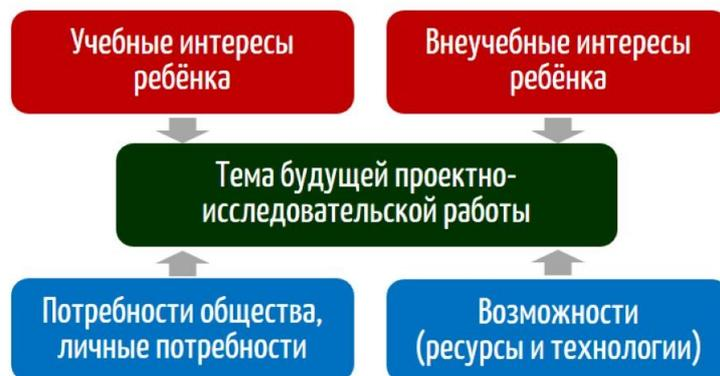 Учебные интересы
ребёнка
Внеучебные интересы
ребёнка
Тема будущей проектно-
исследовательской работы
Потребности общества,
личные потребности
Возможности
(ресурсы и технологии)